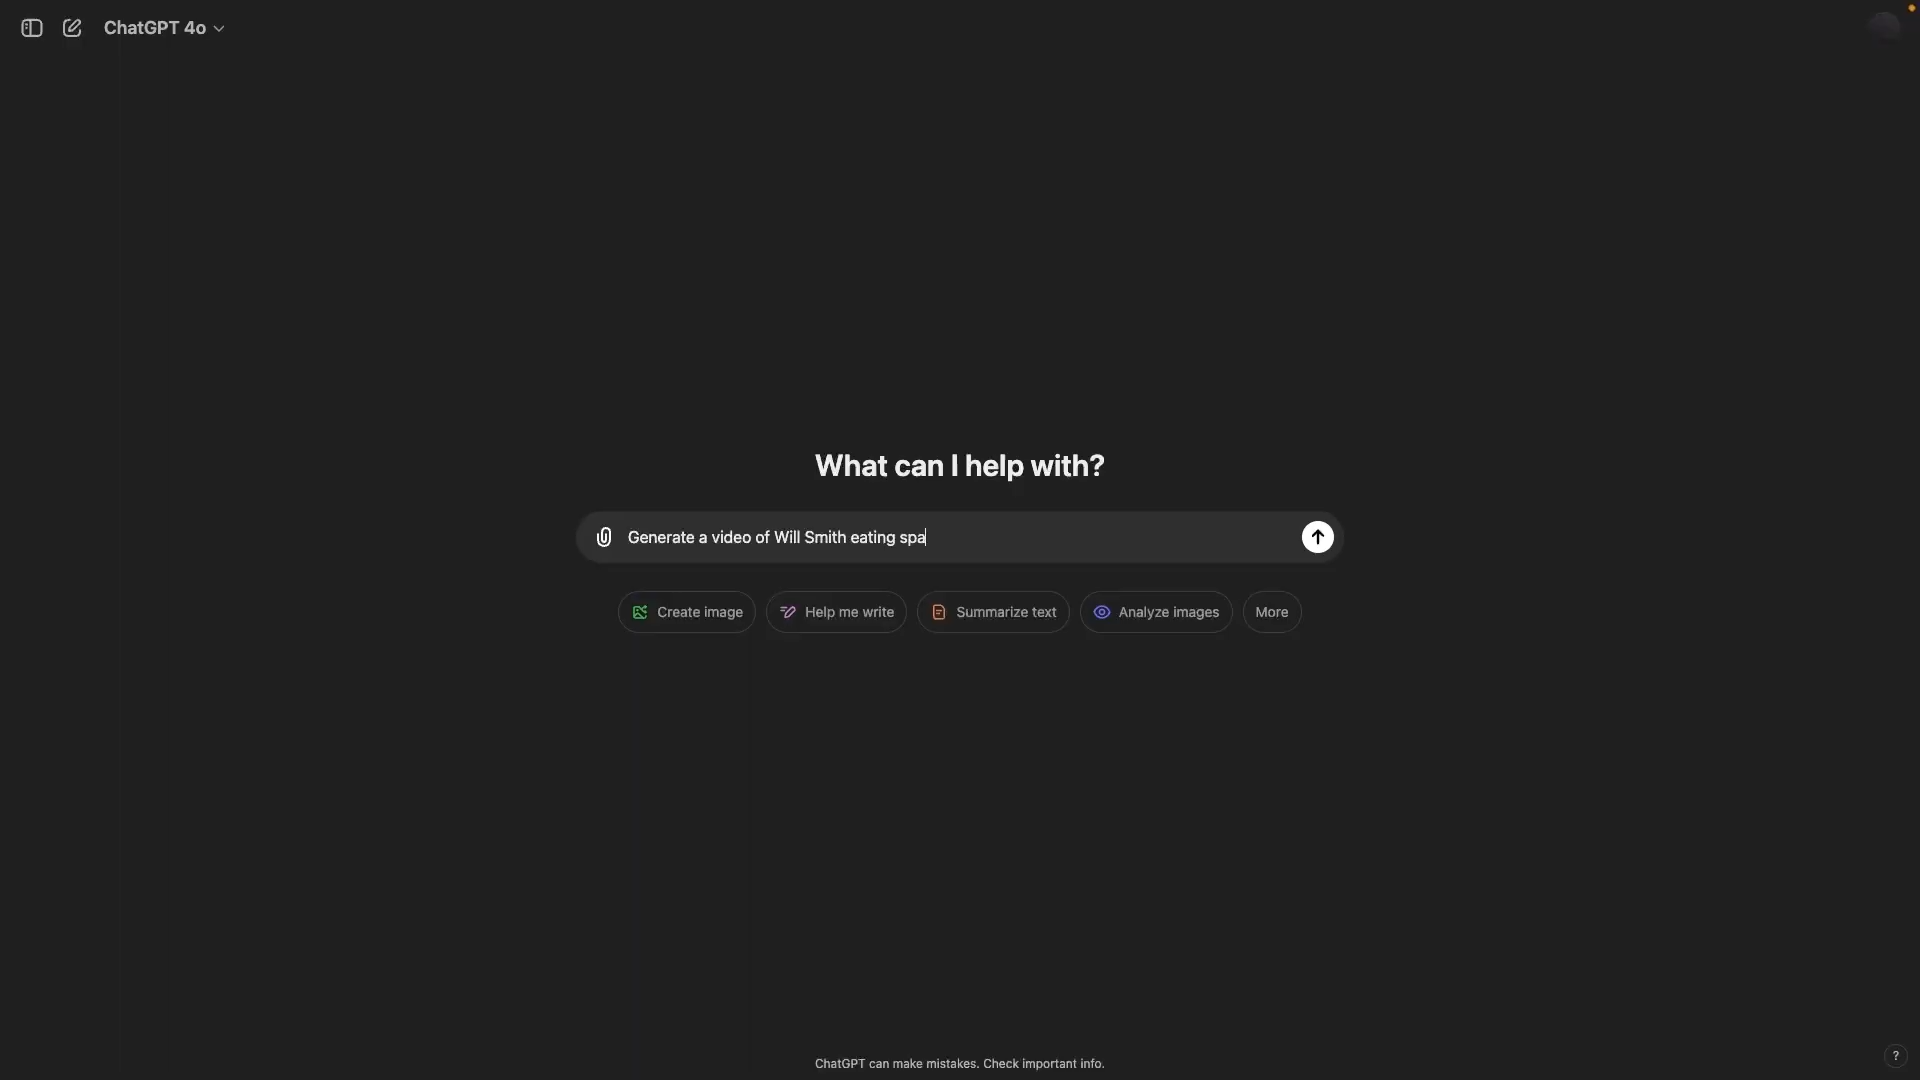 ChatGPT 4o
What can I help with?
Generate a video of Will Smith eating spa
Create image
Help me write
Summarize text
Analyze images
More
ChatGPT can make mistakes. Check important info.
?